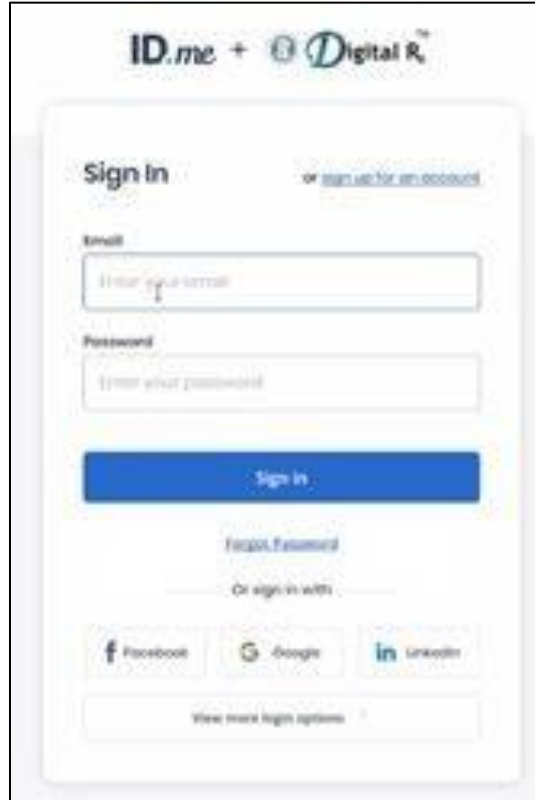 ID.me + Digital Rx™
Sign In or sign up for an account
Email
Enter your email
Password
Enter your password
Sign in
Forgot Password
Or sign in with
Facebook Google LinkedIn
View more login options